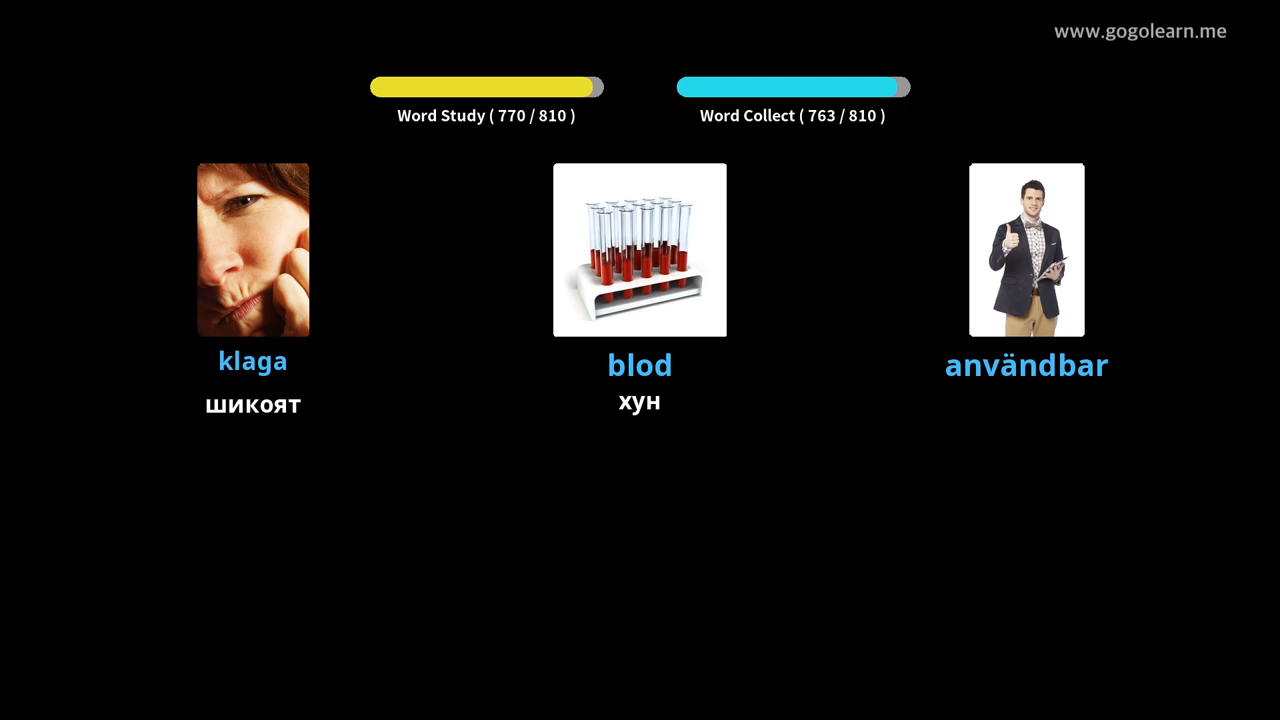 www.gogolearn.me
Word Study ( 770 / 810 )
Word Collect ( 763 / 810 )
klaga
шикоят
blod
хун
användbar